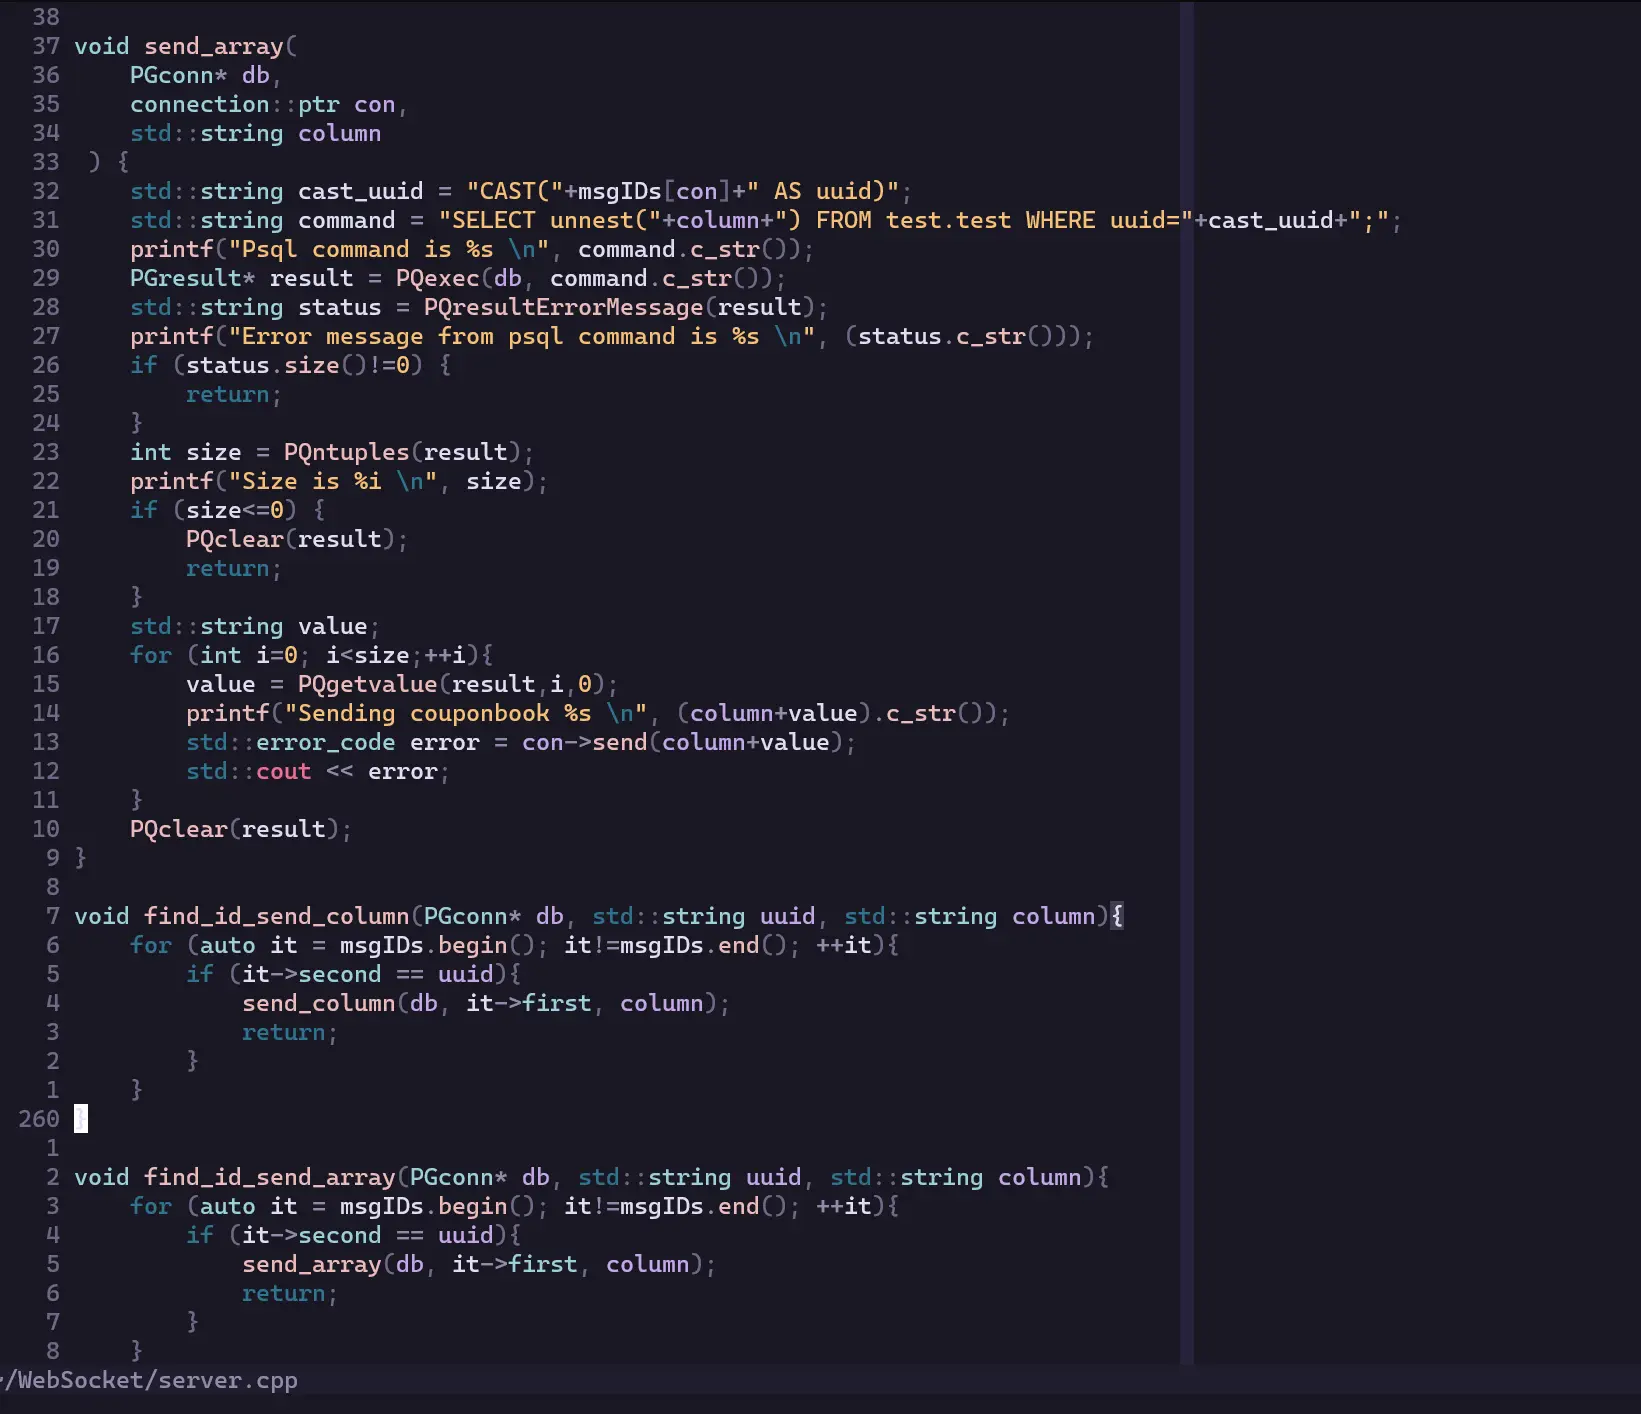 38
37 void send_array(
36     PGconn* db,
35     connection::ptr con,
34     std::string column
33  ) {
32     std::string cast_uuid = "CAST("+msgIDs[con]+" AS uuid)";
31     std::string command = "SELECT unnest("+column+") FROM test.test WHERE uuid="+cast_uuid+";";
30     printf("Psql command is %s \n", command.c_str());
29     PGresult* result = PQexec(db, command.c_str());
28     std::string status = PQresultErrorMessage(result);
27     printf("Error message from psql command is %s \n", (status.c_str()));
26     if (status.size()!=0) {
25         return;
24     }
23     int size = PQntuples(result);
22     printf("Size is %i \n", size);
21     if (size<=0) {
20         PQclear(result);
19         return;
18     }
17     std::string value;
16     for (int i=0; i<size;++i){
15         value = PQgetvalue(result,i,0);
14         printf("Sending couponbook %s \n", (column+value).c_str());
13         std::error_code error = con->send(column+value);
12         std::cout << error;
11     }
10     PQclear(result);
9 }
8
7 void find_id_send_column(PGconn* db, std::string uuid, std::string column){
6     for (auto it = msgIDs.begin(); it!=msgIDs.end(); ++it){
5         if (it->second == uuid){
4             send_column(db, it->first, column);
3             return;
2         }
1     }
260 }
1
2 void find_id_send_array(PGconn* db, std::string uuid, std::string column){
3     for (auto it = msgIDs.begin(); it!=msgIDs.end(); ++it){
4         if (it->second == uuid){
5             send_array(db, it->first, column);
6             return;
7         }
8     }
/WebSocket/server.cpp